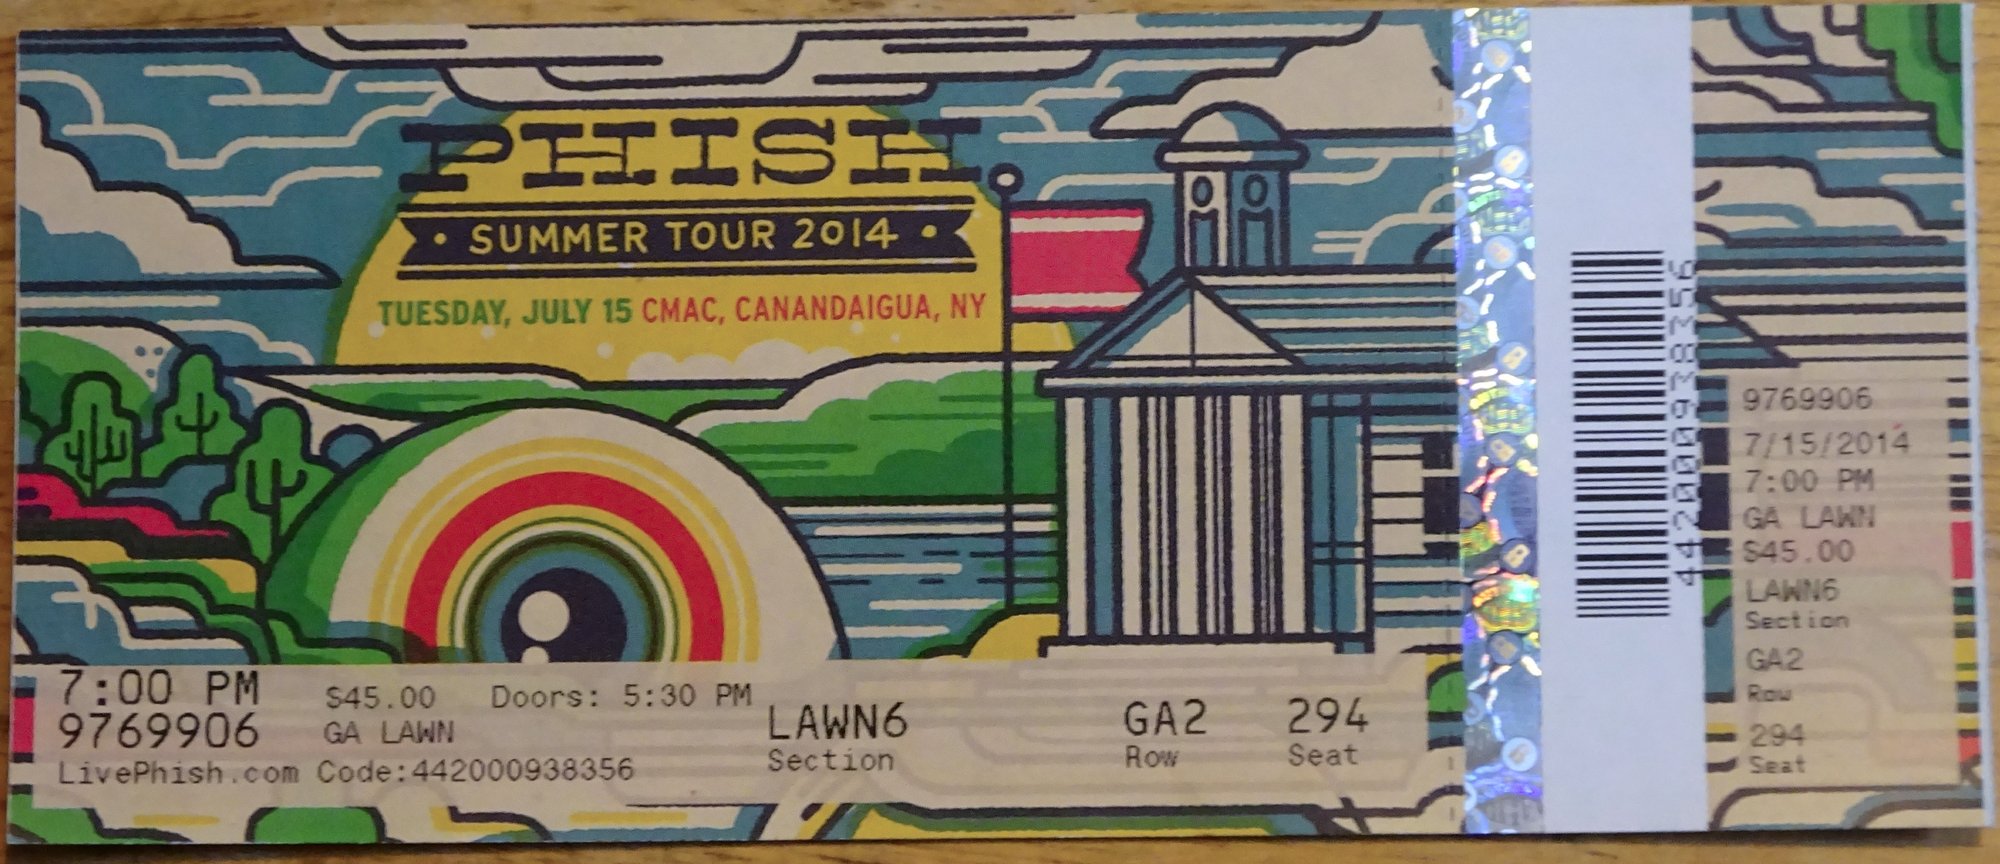 PHISH
· SUMMER TOUR 2014 ·
TUESDAY, JULY 15 CMAC, CANANDAIGUA, NY
7:00 PM
9769906
$45.00 Doors: 5:30 PM
GA LAWN
LivePhish.com Code:442000938356
LAWN6
Section
GA2
Row
294
Seat
442000938356
9769906
7/15/2014
7:00 PM
GA LAWN
$45.00
LAWN6
Section
GA2
Row
294
Seat